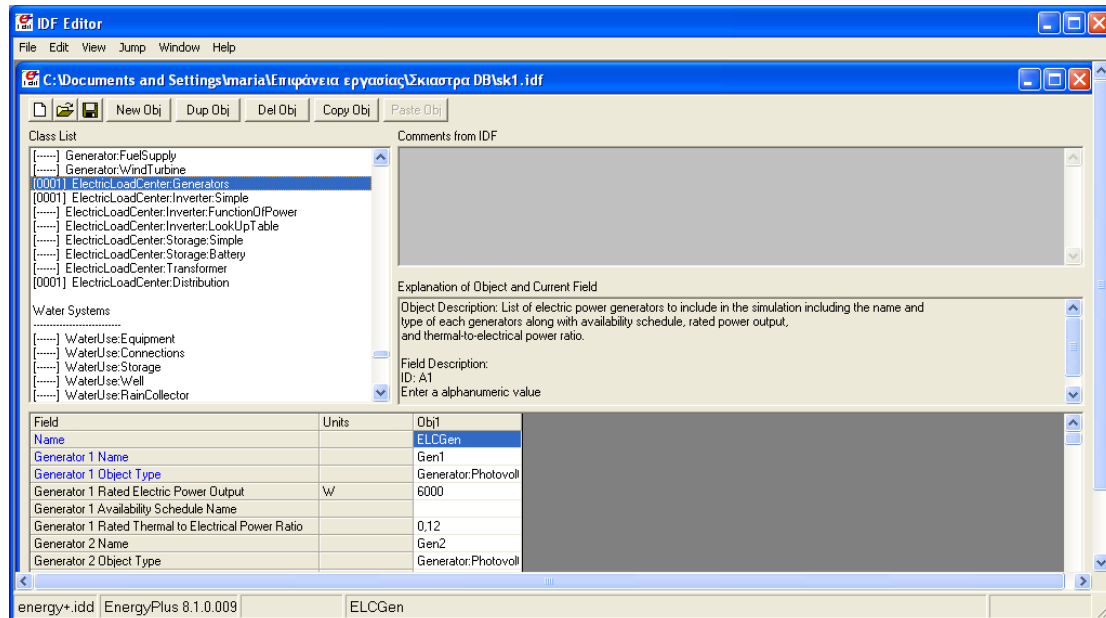 IDF Editor
File Edit View Jump Window Help
C:\Documents and Settings\maria\Επιφάνεια εργασίας\Σκιαστρα DB\sk1.idf
New Obj Dup Obj Del Obj Copy Obj Paste Obj
Class List
Comments from IDF
[------] Generator:FuelSupply
[------] Generator:WindTurbine
[0001] ElectricLoadCenter:Generators
[0001] ElectricLoadCenter:Inverter:Simple
[------] ElectricLoadCenter:Inverter:FunctionOfPower
[------] ElectricLoadCenter:Inverter:LookUpTable
[------] ElectricLoadCenter:Storage:Simple
[------] ElectricLoadCenter:Storage:Battery
[------] ElectricLoadCenter:Transformer
[0001] ElectricLoadCenter:Distribution
Water Systems
--------------------------
[------] WaterUse:Equipment
[------] WaterUse:Connections
[------] WaterUse:Storage
[------] WaterUse:Well
[------] WaterUse:RainCollector
Explanation of Object and Current Field
Object Description: List of electric power generators to include in the simulation including the name and
type of each generators along with availability schedule, rated power output,
and thermal-to-electrical power ratio.
Field Description:
ID: A1
Enter a alphanumeric value
Field Units Obj1
Name ELCGen
Generator 1 Name Gen1
Generator 1 Object Type Generator:Photovolt
Generator 1 Rated Electric Power Output W 6000
Generator 1 Availability Schedule Name
Generator 1 Rated Thermal to Electrical Power Ratio 0,12
Generator 2 Name Gen2
Generator 2 Object Type Generator:Photovolt
energy+.idd EnergyPlus 8.1.0.009 ELCGen